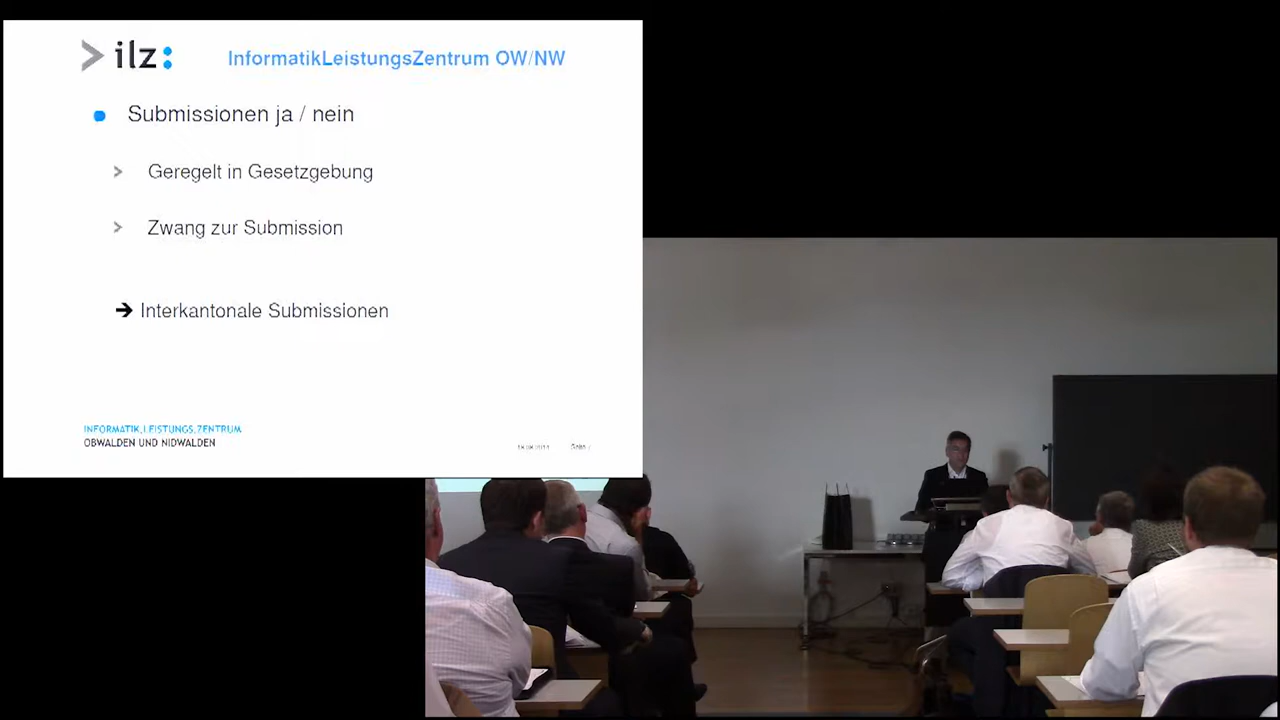 ilz:
InformatikLeistungsZentrum OW/NW
Submissionen ja / nein
Geregelt in Gesetzgebung
Zwang zur Submission
➔ Interkantonale Submissionen
INFORMATIK.LEISTUNGS.ZENTRUM
OBWALDEN UND NIDWALDEN